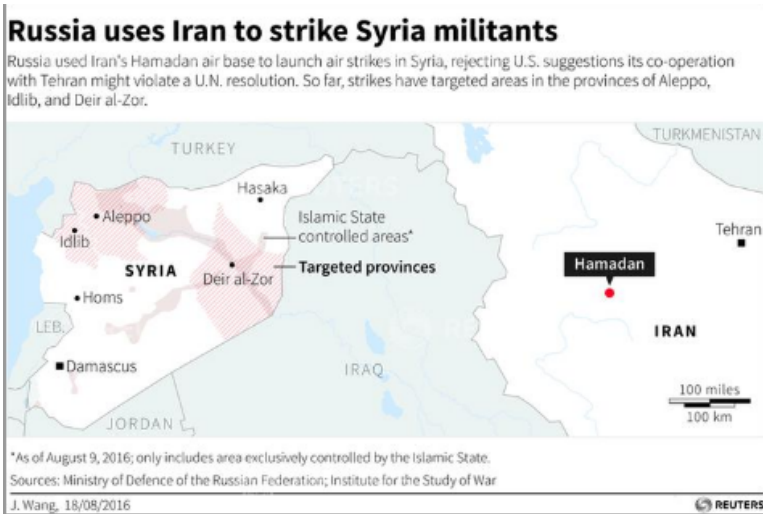 Russia uses Iran to strike Syria militants
Russia used Iran's Hamadan air base to launch air strikes in Syria, rejecting U.S. suggestions its co-operation
with Tehran might violate a U.N. resolution. So far, strikes have targeted areas in the provinces of Aleppo,
Idlib, and Deir al-Zor.
TURKEY
TURKMENISTAN
Hasaka
REUTERS
Aleppo
Islamic State
controlled areas*
Idlib
Tehran
SYRIA
Deir al-Zor
Targeted provinces
Hamadan
Homs
LEB.
IRAN
Damascus
IRAQ
100 miles
100 km
JORDAN
*As of August 9, 2016; only includes area exclusively controlled by the Islamic State.
Sources: Ministry of Defence of the Russian Federation; Institute for the Study of War
J. Wang, 18/08/2016
REUTERS